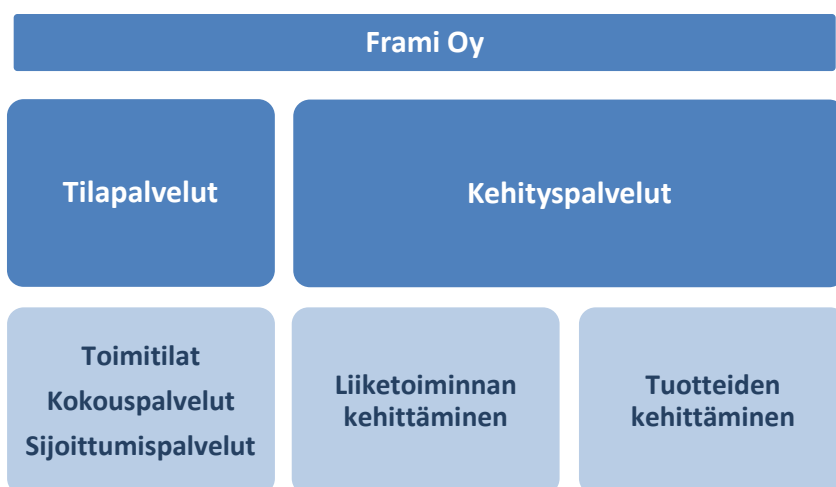 Frami Oy
Tilapalvelut
Kehityspalvelut
Toimitilat
Kokouspalvelut
Sijoittumispalvelut
Liiketoiminnan
kehittäminen
Tuotteiden
kehittäminen